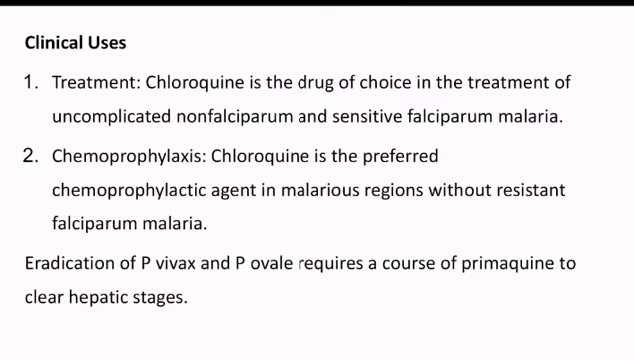 Clinical Uses
1. Treatment: Chloroquine is the drug of choice in the treatment of
uncomplicated nonfalciparum and sensitive falciparum malaria.
2. Chemoprophylaxis: Chloroquine is the preferred
chemoprophylactic agent in malarious regions without resistant
falciparum malaria.
Eradication of P vivax and P ovale requires a course of primaquine to
clear hepatic stages.